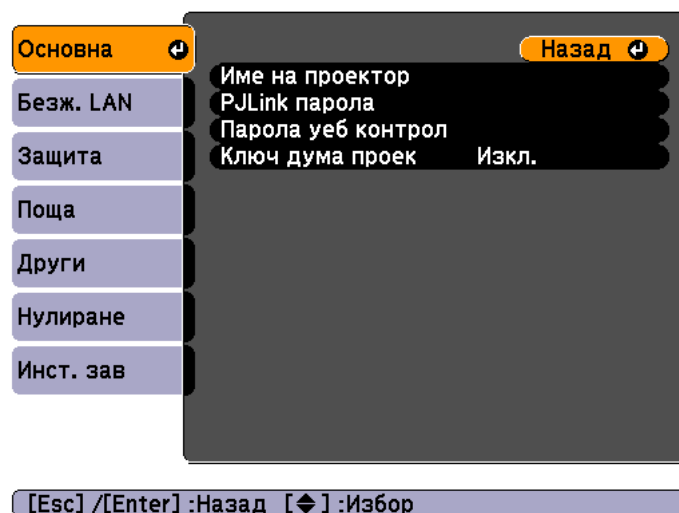 Основна
Назад
Име на проектор
PJLink парола
Парола уеб контрол
Ключ дума проек Изкл.
Безж. LAN
Защита
Поща
Други
Нулиране
Инст. зав
[Esc] /[Enter] :Назад [◆] :Избор